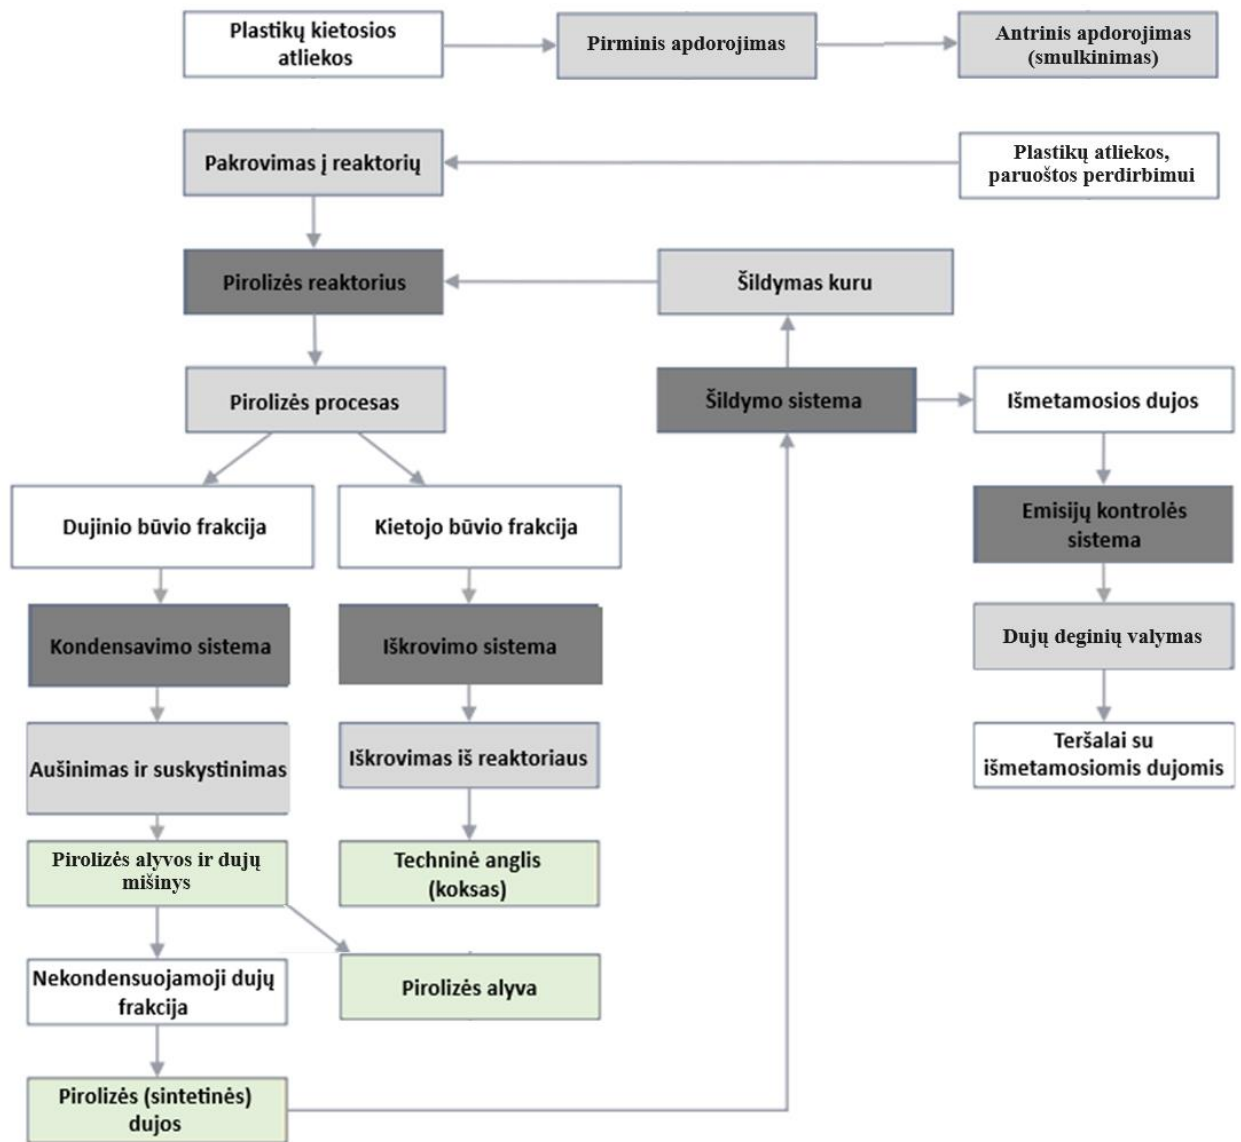 Plastikų kietosios
atliekos
Pirminis apdorojimas
Antrinis apdorojimas
(smulkinimas)
Pakrovimas į reaktorių
Plastikų atliekos,
paruoštos perdirbimui
Pirolizės reaktorius
Šildymas kuru
Pirolizės procesas
Šildymo sistema
Išmetamosios dujos
Dujinio būvio frakcija
Kietojo būvio frakcija
Emisijų kontrolės
sistema
Kondensavimo sistema
Iškrovimo sistema
Dujų deginių valymas
Aušinimas ir suskystinimas
Iškrovimas iš reaktoriaus
Teršalai su
išmetamosiomis dujomis
Pirolizės alyvos ir dujų
mišinys
Techninė anglis
(koksas)
Nekondensuojamoji dujų
frakcija
Pirolizės alyva
Pirolizės (sintetinės)
dujos